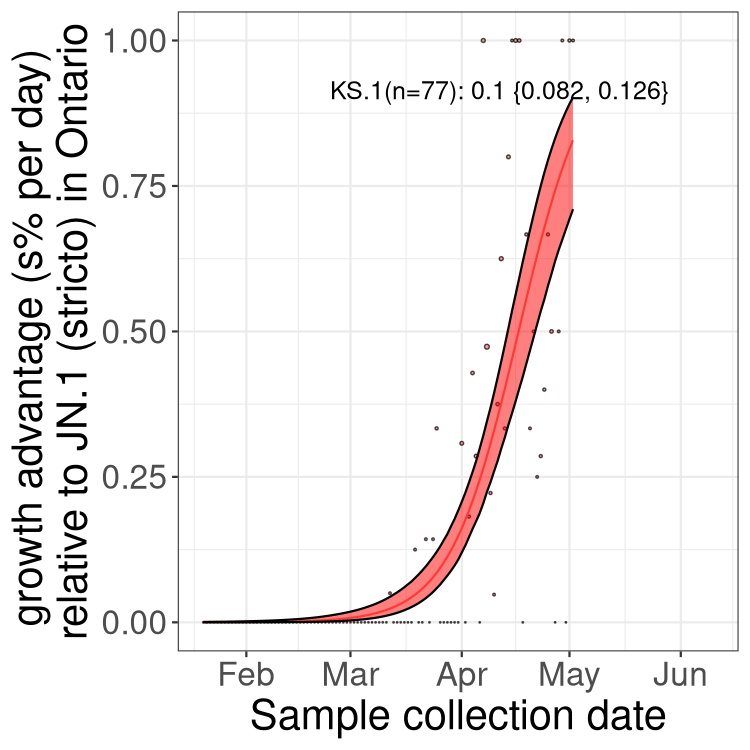 growth advantage (s% per day)
relative to JN.1 (stricto) in Ontario
1.00
0.75
0.50
0.25
0.00
KS.1(n=77): 0.1 {0.082, 0.126}
Feb Mar Apr May Jun
Sample collection date